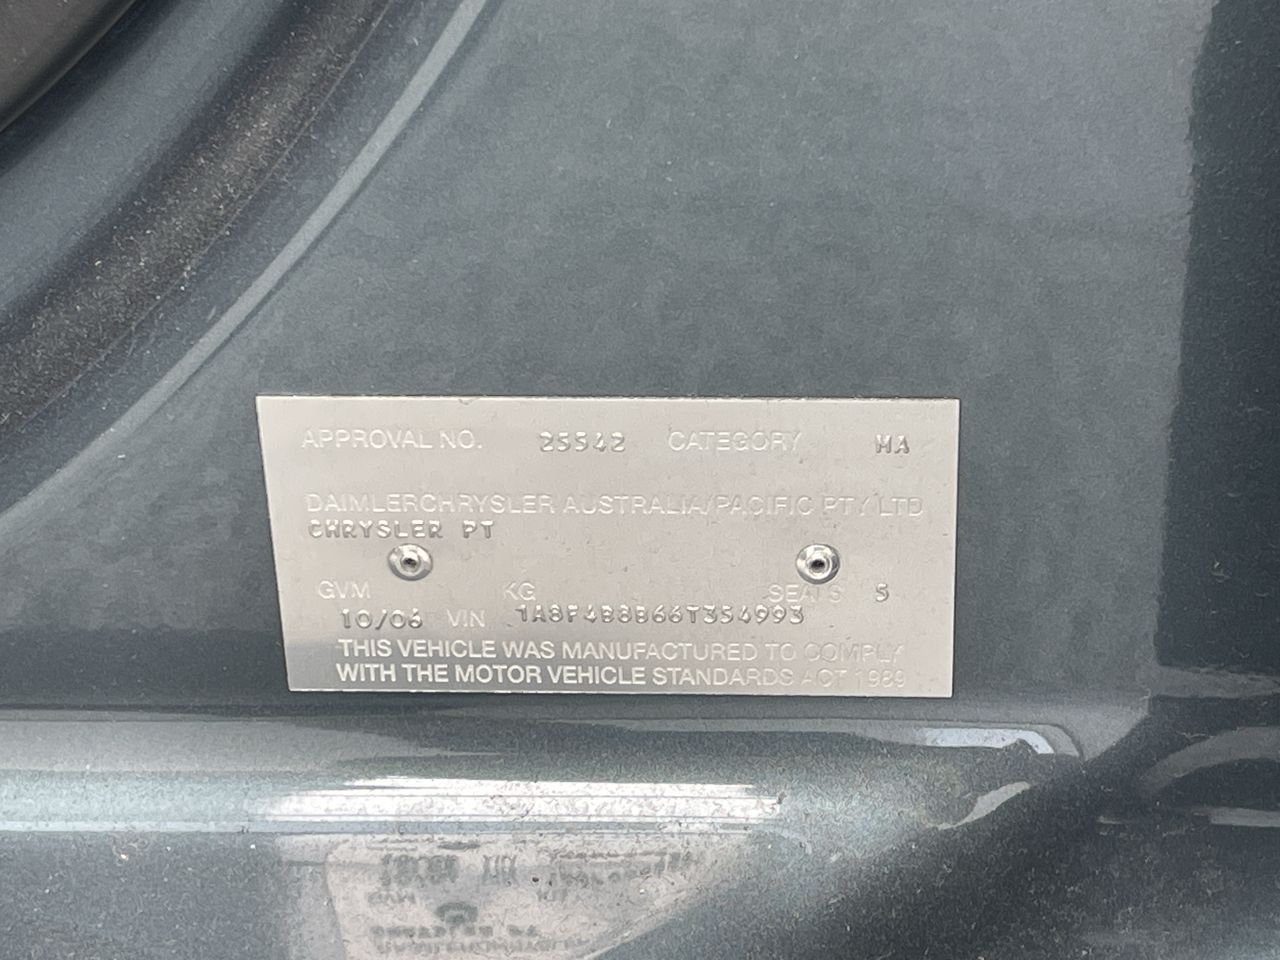 APPROVAL NO. 25542 CATEGORY MA
DAIMLERCHRYSLER AUSTRALIA/PACIFIC PTY LTD
CHRYSLER PT
GVM KG SEATS 5
10/06 VIN 1A8F4B8B66T354993
THIS VEHICLE WAS MANUFACTURED TO COMPLY
WITH THE MOTOR VEHICLE STANDARDS ACT 1989